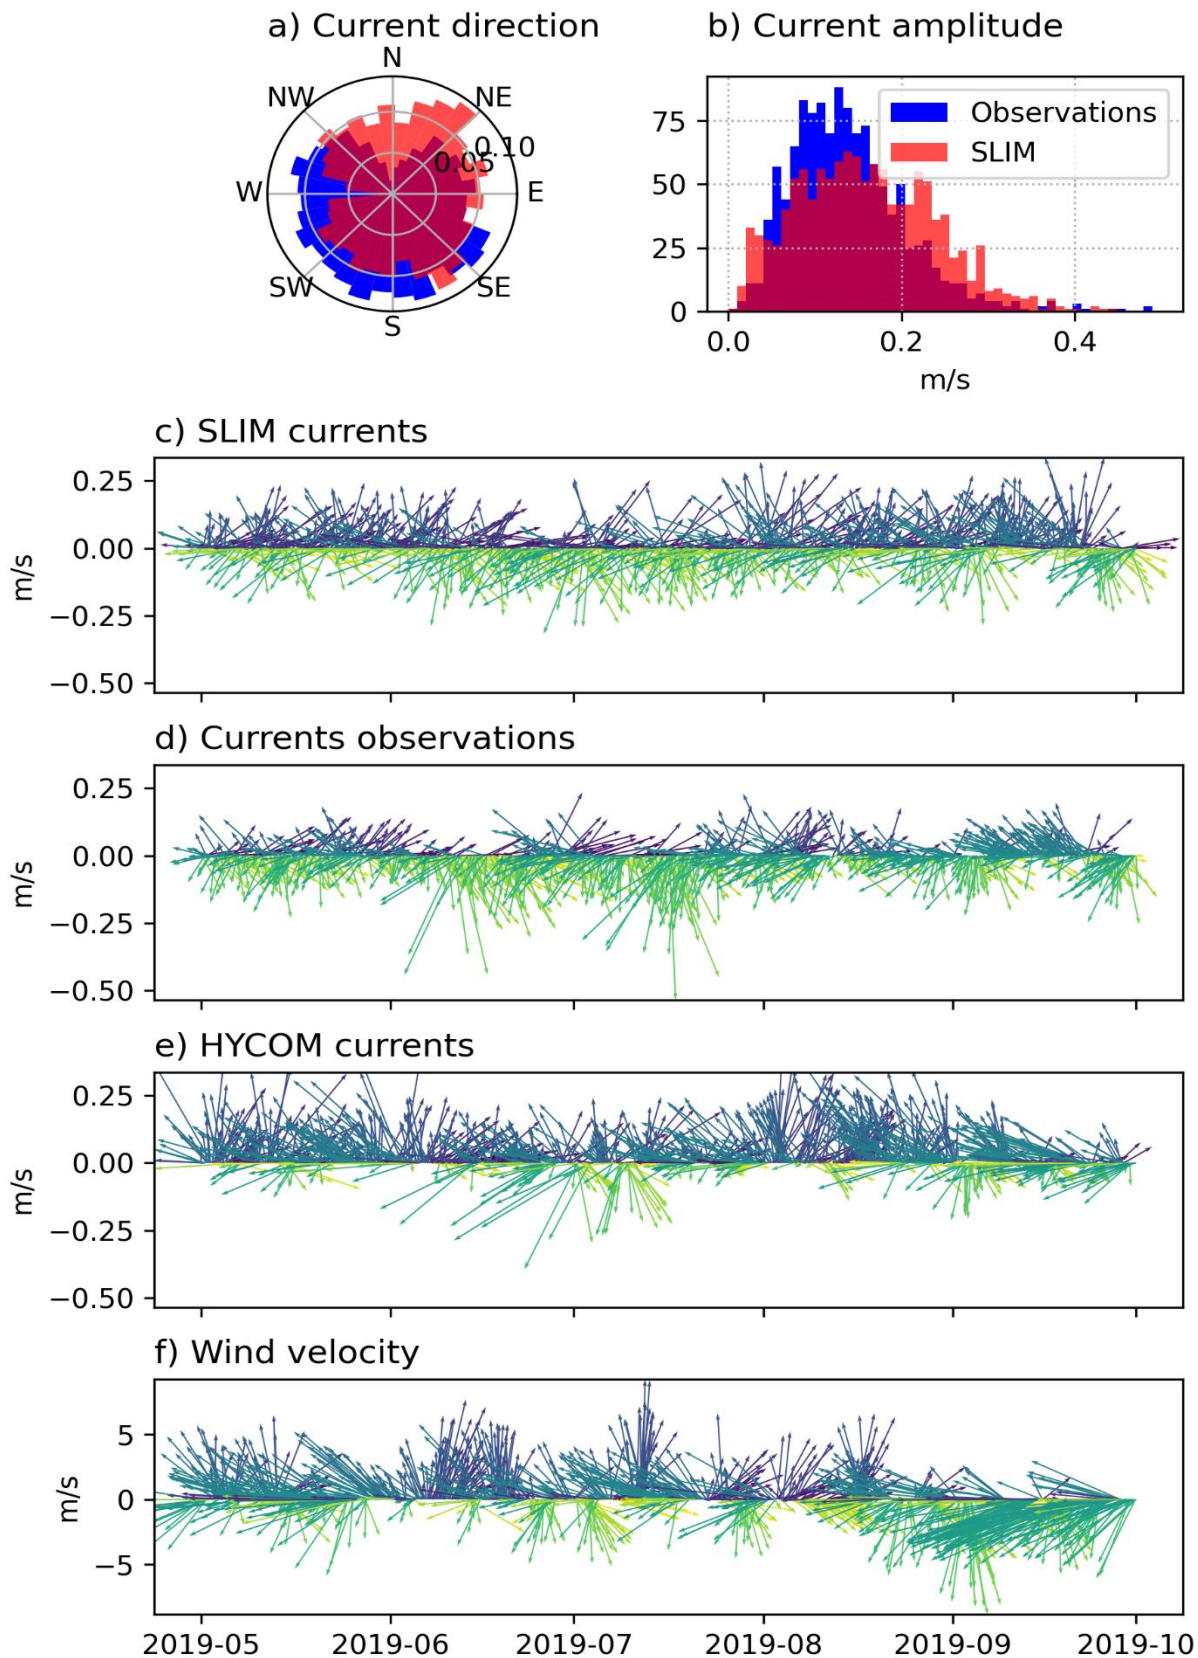 a) Current direction
N
NW
NE
0.10
0.05
W
E
SW
SE
S
b) Current amplitude
Observations
SLIM
75
50
25
0
0.0
0.2
0.4
m/s
c) SLIM currents
0.25
0.00
−0.25
−0.50
m/s
d) Currents observations
0.25
0.00
−0.25
−0.50
m/s
e) HYCOM currents
0.25
0.00
−0.25
−0.50
m/s
f) Wind velocity
5
0
−5
m/s
2019-05
2019-06
2019-07
2019-08
2019-09
2019-10